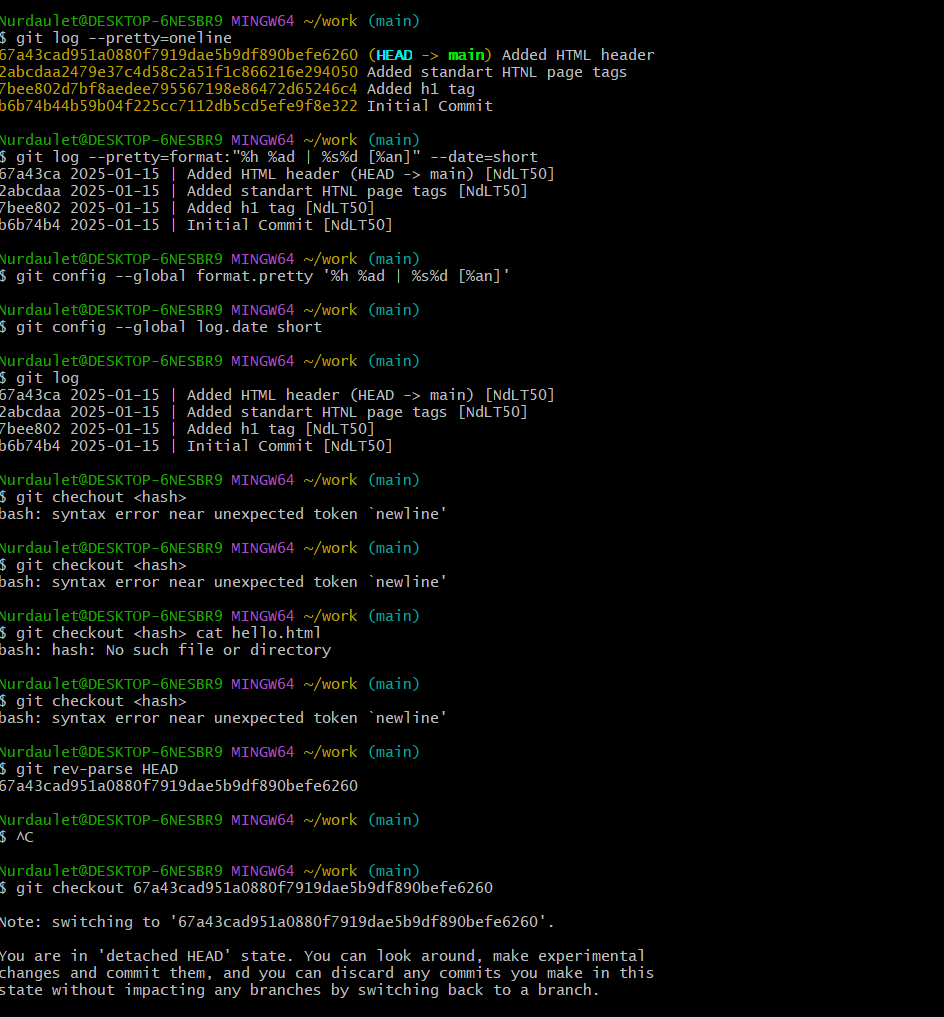 Nurdaulet@DESKTOP-6NESBR9 MINGW64 ~/work (main)
$ git log --pretty=oneline
67a43cad951a0880f7919dae5b9df890befe6260 (HEAD -> main) Added HTML header
2abcdaa2479e37c4d58c2a51f1c866216e294050 Added standart HTNL page tags
7bee802d7bf8aedee795567198e86472d65246c4 Added h1 tag
b6b74b44b59b04f225cc7112db5cd5efe9f8e322 Initial Commit
Nurdaulet@DESKTOP-6NESBR9 MINGW64 ~/work (main)
$ git log --pretty=format:"%h %ad | %s%d [%an]" --date=short
67a43ca 2025-01-15 | Added HTML header (HEAD -> main) [NdLT50]
2abcdaa 2025-01-15 | Added standart HTNL page tags [NdLT50]
7bee802 2025-01-15 | Added h1 tag [NdLT50]
b6b74b4 2025-01-15 | Initial Commit [NdLT50]
Nurdaulet@DESKTOP-6NESBR9 MINGW64 ~/work (main)
$ git config --global format.pretty '%h %ad | %s%d [%an]'
Nurdaulet@DESKTOP-6NESBR9 MINGW64 ~/work (main)
$ git config --global log.date short
Nurdaulet@DESKTOP-6NESBR9 MINGW64 ~/work (main)
$ git log
67a43ca 2025-01-15 | Added HTML header (HEAD -> main) [NdLT50]
2abcdaa 2025-01-15 | Added standart HTNL page tags [NdLT50]
7bee802 2025-01-15 | Added h1 tag [NdLT50]
b6b74b4 2025-01-15 | Initial Commit [NdLT50]
Nurdaulet@DESKTOP-6NESBR9 MINGW64 ~/work (main)
$ git chechout <hash>
bash: syntax error near unexpected token `newline'
Nurdaulet@DESKTOP-6NESBR9 MINGW64 ~/work (main)
$ git checkout <hash>
bash: syntax error near unexpected token `newline'
Nurdaulet@DESKTOP-6NESBR9 MINGW64 ~/work (main)
$ git checkout <hash> cat hello.html
bash: hash: No such file or directory
Nurdaulet@DESKTOP-6NESBR9 MINGW64 ~/work (main)
$ git checkout <hash>
bash: syntax error near unexpected token `newline'
Nurdaulet@DESKTOP-6NESBR9 MINGW64 ~/work (main)
$ git rev-parse HEAD
67a43cad951a0880f7919dae5b9df890befe6260
Nurdaulet@DESKTOP-6NESBR9 MINGW64 ~/work (main)
$ ^C
Nurdaulet@DESKTOP-6NESBR9 MINGW64 ~/work (main)
$ git checkout 67a43cad951a0880f7919dae5b9df890befe6260
Note: switching to '67a43cad951a0880f7919dae5b9df890befe6260'.
You are in 'detached HEAD' state. You can look around, make experimental
changes and commit them, and you can discard any commits you make in this
state without impacting any branches by switching back to a branch.